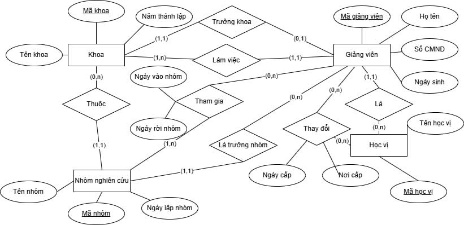 Mã khoa
Năm thành lập
Trưởng khoa
Mã giảng viên
Họ tên
Tên khoa
Khoa
(1,1)
(0,1)
Giảng viên
Số CMND
(1,n)
Làm việc
(1,1)
Ngày sinh
(0,n)
Ngày vào nhóm
(0,n)
(0,n)
(0,n)
(1,1)
Thuộc
Tham gia
Là
Ngày rời nhóm
Thay đổi
Tên học vị
(0,n)
(1,n)
Là trưởng nhóm
(0,n)
Học vị
(1,1)
(1,1)
Nhóm nghiên cứu
Ngày cấp
Nơi cấp
Tên nhóm
Mã học vị
Mã nhóm
Ngày lập nhóm